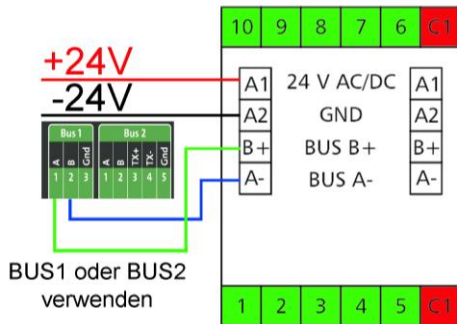 10 9 8 7 6 C1
+24V
-24V
A1 24 V AC/DC A1
A2 GND A2
B+ BUS B+ B+
A- BUS A- A-
Bus 1 Bus 2
A B Gnd A B TX+ TX- Gnd
1 2 3 1 2 3 4 5
BUS1 oder BUS2
verwenden
1 2 3 4 5 C1